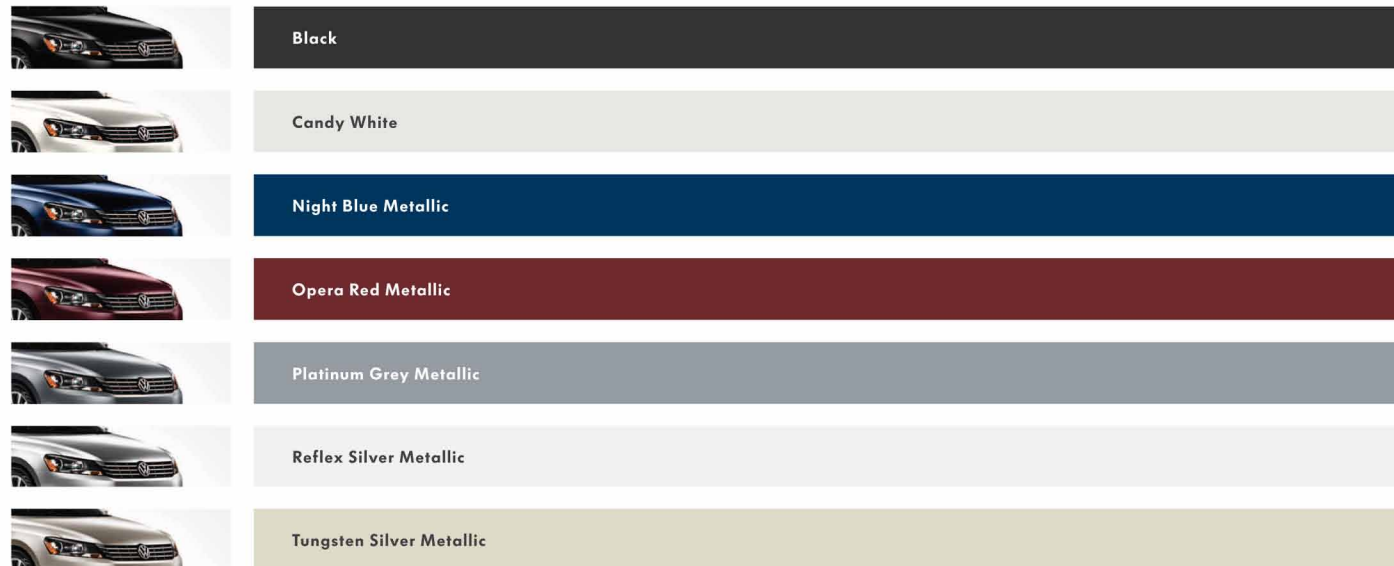 Black
Candy White
Night Blue Metallic
Opera Red Metallic
Platinum Grey Metallic
Reflex Silver Metallic
Tungsten Silver Metallic